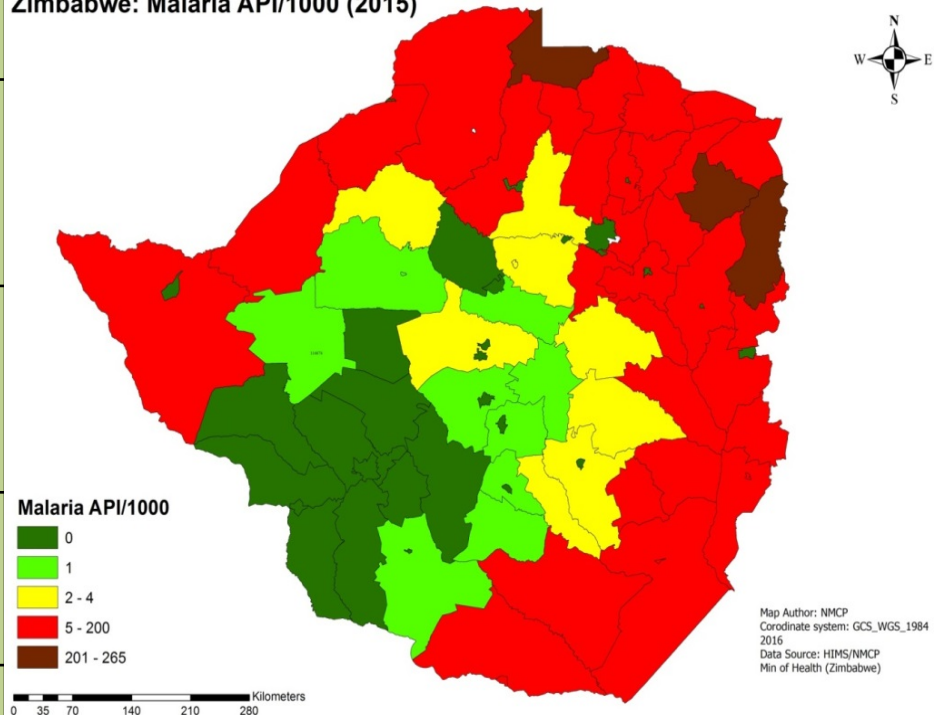 Zimbabwe: Malaria API/1000 (2015)
N
W E
S
Malaria API/1000
0
1
2 - 4
5 - 200
201 - 265
Map Author: NMCP
Corodinate system: GCS_WGS_1984
2016
Data Source: HIMS/NMCP
Min of Health (Zimbabwe)
Kilometers
0 35 70 140 210 280